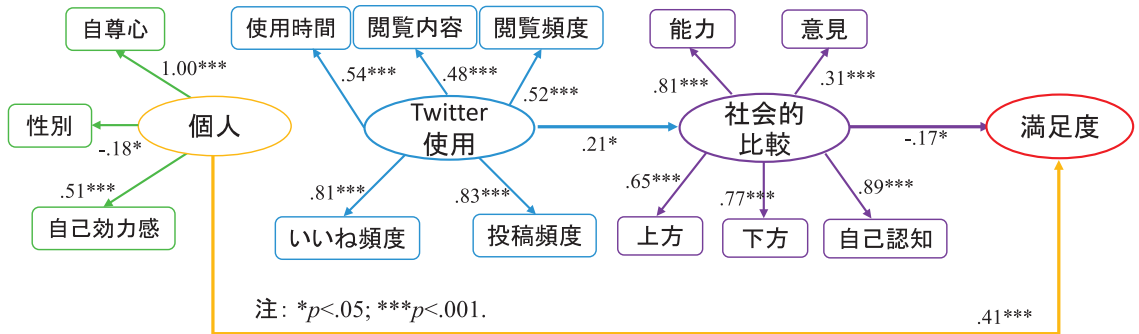 自尊心
使用時間
閲覧内容
閲覧頻度
能力
意見
1.00***
.54***
.48***
.52***
.81***
.31***
性別
個人
Twitter
使用
社会的
比較
満足度
-.18*
.21*
-.17*
.51***
.81***
.83***
.65***
.77***
.89***
自己効力感
いいね頻度
投稿頻度
上方
下方
自己認知
注: *p<.05; ***p<.001.
.41***